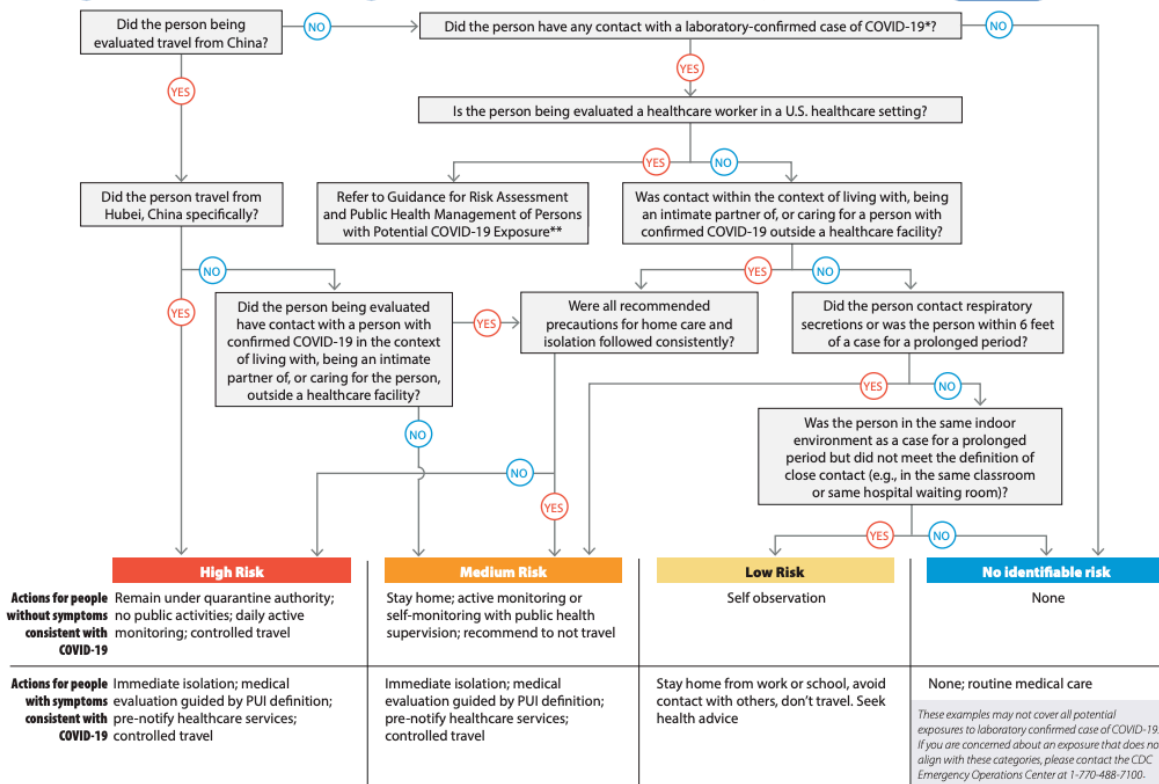 Did the person being
evaluated travel from China?
NO
Did the person have any contact with a laboratory-confirmed case of COVID-19*?
NO
YES
YES
Is the person being evaluated a healthcare worker in a U.S. healthcare setting?
YES
NO
Did the person travel from
Hubei, China specifically?
Refer to Guidance for Risk Assessment
and Public Health Management of Persons
with Potential COVID-19 Exposure**
Was contact within the context of living with, being
an intimate partner of, or caring for a person with
confirmed COVID-19 outside a healthcare facility?
NO
YES
NO
YES
Did the person being evaluated
have contact with a person with
confirmed COVID-19 in the context
of living with, being an intimate
partner of, or caring for the person,
outside a healthcare facility?
YES
Were all recommended
precautions for home care and
isolation followed consistently?
Did the person contact respiratory
secretions or was the person within 6 feet
of a case for a prolonged period?
YES
NO
NO
Was the person in the same indoor
environment as a case for a prolonged
period but did not meet the definition of
close contact (e.g., in the same classroom
or same hospital waiting room)?
NO
YES
YES
NO
High Risk
Medium Risk
Low Risk
No identifiable risk
Actions for people
without symptoms
consistent with
COVID-19
Remain under quarantine authority;
no public activities; daily active
monitoring; controlled travel
Stay home; active monitoring or
self-monitoring with public health
supervision; recommend to not travel
Self observation
None
Actions for people
with symptoms
consistent with
COVID-19
Immediate isolation; medical
evaluation guided by PUI definition;
pre-notify healthcare services;
controlled travel
Immediate isolation; medical
evaluation guided by PUI definition;
pre-notify healthcare services;
controlled travel
Stay home from work or school, avoid
contact with others, don't travel. Seek
health advice
None; routine medical care
These examples may not cover all potential
exposures to laboratory confirmed case of COVID-19.
If you are concerned about an exposure that does no
align with these categories, please contact the CDC
Emergency Operations Center at 1-770-488-7100.